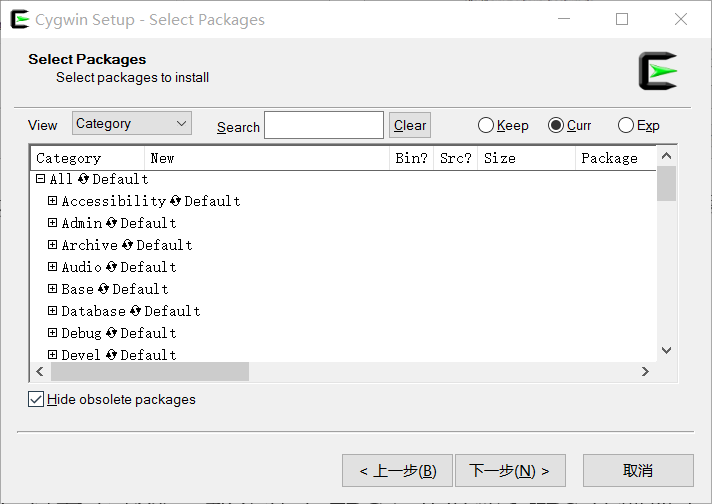 Cygwin Setup - Select Packages
Select Packages
Select packages to install
View Category Search Clear Keep Curr Exp
Category New Bin? Src? Size Package
All Default
Accessibility Default
Admin Default
Archive Default
Audio Default
Base Default
Database Default
Debug Default
Devel Default
Hide obsolete packages
< 上一步(B) 下一步(N) > 取消